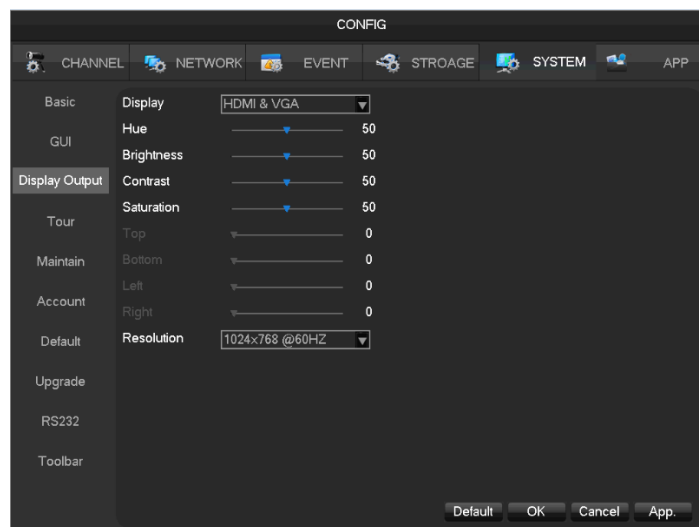 CONFIG
CHANNEL NETWORK EVENT STROAGE SYSTEM APP
Basic
GUI
Display Output
Tour
Maintain
Account
Default
Upgrade
RS232
Toolbar
Display HDMI & VGA
Hue 50
Brightness 50
Contrast 50
Saturation 50
Top 0
Bottom 0
Left 0
Right 0
Resolution 1024×768 @60HZ
Default OK Cancel App.